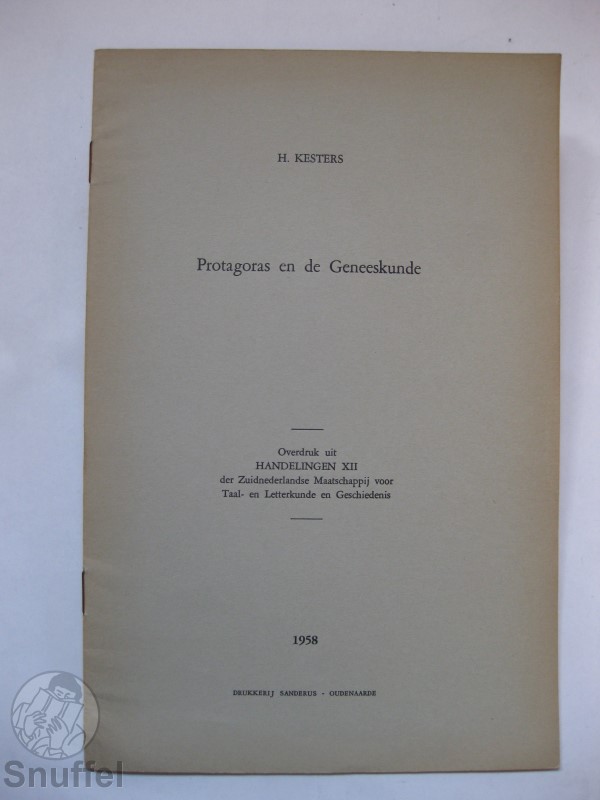 H. KESTERS
Protagoras en de Geneeskunde
Overdruk uit
HANDELINGEN XII
der Zuidnederlandse Maatschappij voor
Taal- en Letterkunde en Geschiedenis
1958
DRUKKERIJ SANDERUS - OUDENAARDE
Snuffel